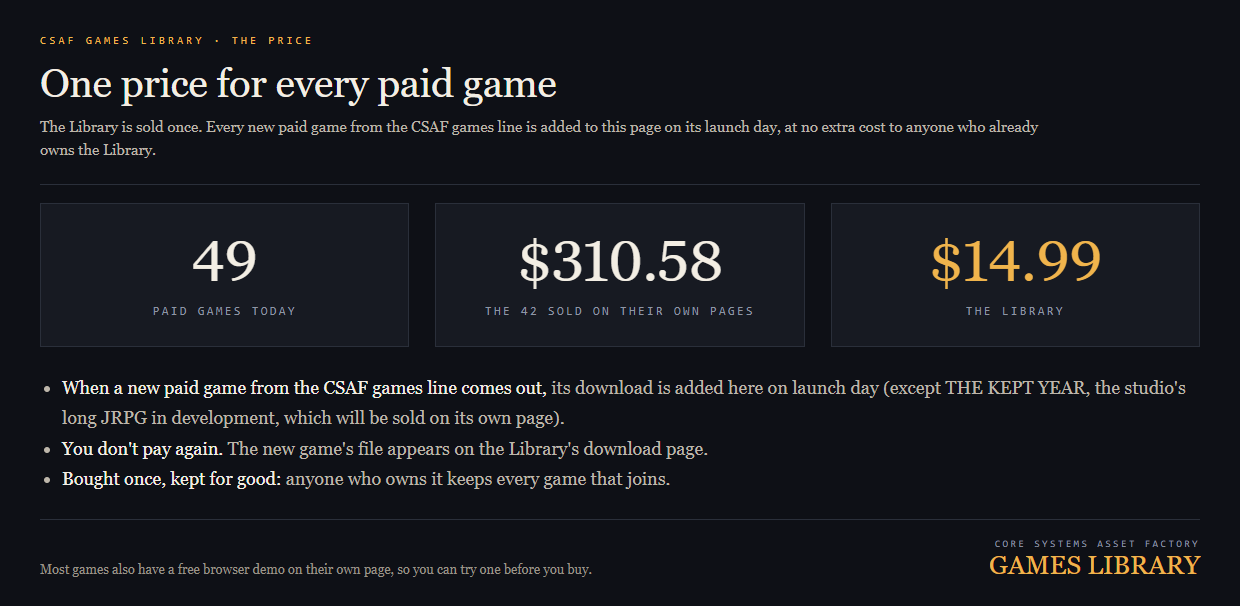 CSAF GAMES LIBRARY · THE PRICE
One price for every paid game
The Library is sold once. Every new paid game from the CSAF games line is added to this page on its launch day, at no extra cost to anyone who already
owns the Library.
49
PAID GAMES TODAY
$310.58
THE 42 SOLD ON THEIR OWN PAGES
$14.99
THE LIBRARY
• When a new paid game from the CSAF games line comes out, its download is added here on launch day (except THE KEPT YEAR, the studio's
long JRPG in development, which will be sold on its own page).
• You don't pay again. The new game's file appears on the Library's download page.
• Bought once, kept for good: anyone who owns it keeps every game that joins.
Most games also have a free browser demo on their own page, so you can try one before you buy.
CORE SYSTEMS ASSET FACTORY
GAMES LIBRARY